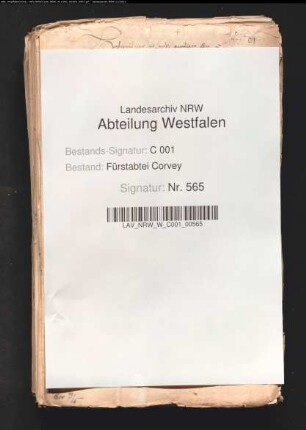 Landesarchiv NRW
Abteilung Westfalen
Bestands-Signatur: C 001
Bestand: Fürstabtei Corvey
Signatur: Nr. 565
LAV_NRW_W_C001_00565